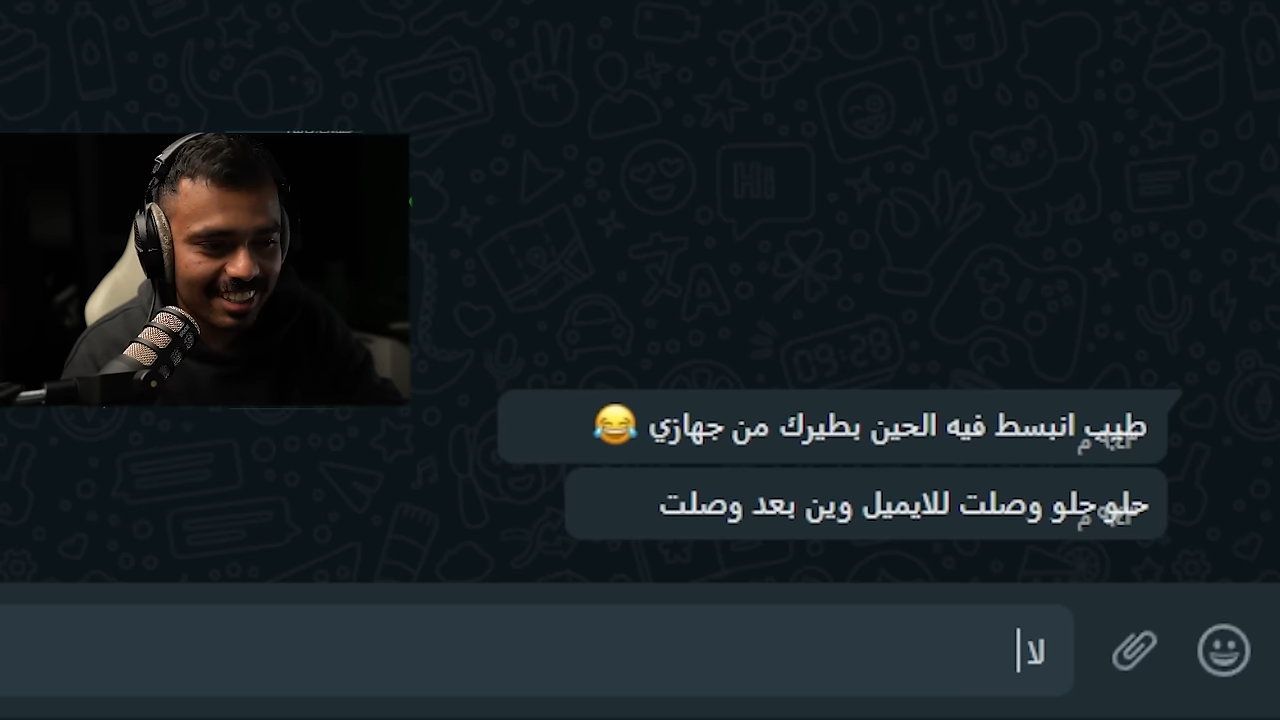 طيب انبسط فيه الحين بطيرك من جهازي 😂
حلو حلو وصلت للايميل وين بعد وصلت
لا